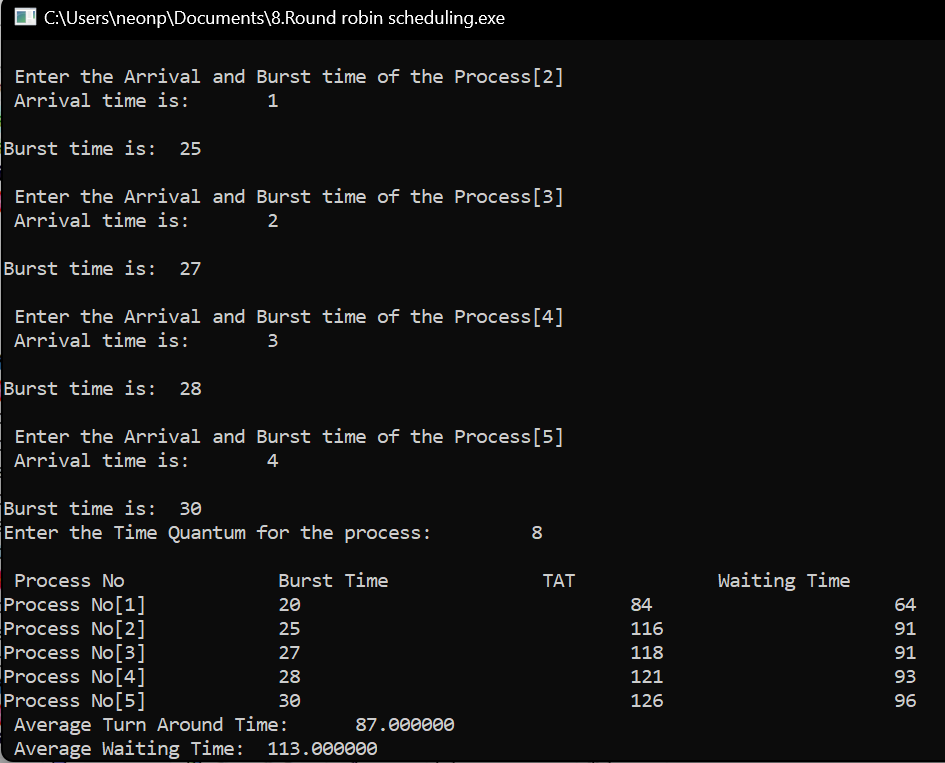 C:\Users\neonp\Documents\8.Round robin scheduling.exe
Enter the Arrival and Burst time of the Process[2]
Arrival time is: 1
Burst time is: 25
Enter the Arrival and Burst time of the Process[3]
Arrival time is: 2
Burst time is: 27
Enter the Arrival and Burst time of the Process[4]
Arrival time is: 3
Burst time is: 28
Enter the Arrival and Burst time of the Process[5]
Arrival time is: 4
Burst time is: 30
Enter the Time Quantum for the process: 8
Process No Burst Time TAT Waiting Time
Process No[1] 20 84 64
Process No[2] 25 116 91
Process No[3] 27 118 91
Process No[4] 28 121 93
Process No[5] 30 126 96
Average Turn Around Time: 87.000000
Average Waiting Time: 113.000000